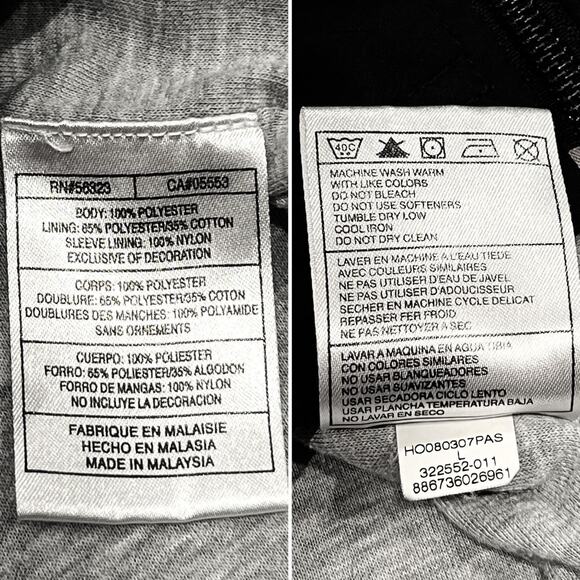 RN#56323 CA#05553
BODY: 100% POLYESTER
LINING: 65% POLYESTER/35% COTTON
SLEEVE LINING: 100% NYLON
EXCLUSIVE OF DECORATION
CORPS: 100% POLYESTER
DOUBLURE: 65% POLYESTER/35% COTON
DOUBLURES DES MANCHES: 100% POLYAMIDE
SANS ORNEMENTS
CUERPO: 100% POLIESTER
FORRO: 65% POLIESTER/35% ALGODON
FORRO DE MANGAS: 100% NYLON
NO INCLUYE LA DECORACION
FABRIQUE EN MALAISIE
HECHO EN MALASIA
MADE IN MALAYSIA
40C
MACHINE WASH WARM
WITH LIKE COLORS
DO NOT BLEACH
DO NOT USE SOFTENERS
TUMBLE DRY LOW
COOL IRON
DO NOT DRY CLEAN
LAVER EN MACHINE A L'EAU TIEDE
AVEC COULEURS SIMILAIRES
NE PAS UTILISER D'EAU DE JAVEL
NE PAS UTILISER D'ADOUCISSEUR
SECHER EN MACHINE CYCLE DELICAT
REPASSER FER FROID
NE PAS NETTOYER A SEC
LAVAR A MAQUINA EN AGUA TIBIA
CON COLORES SIMILARES
NO USAR BLANQUEADORES
NO USAR SUAVIZANTES
USAR SECADORA CICLO LENTO
USAR PLANCHA TEMPERATURA BAJA
NO LAVAR EN SECO
HO080307PAS
L
322552-011
886736026961